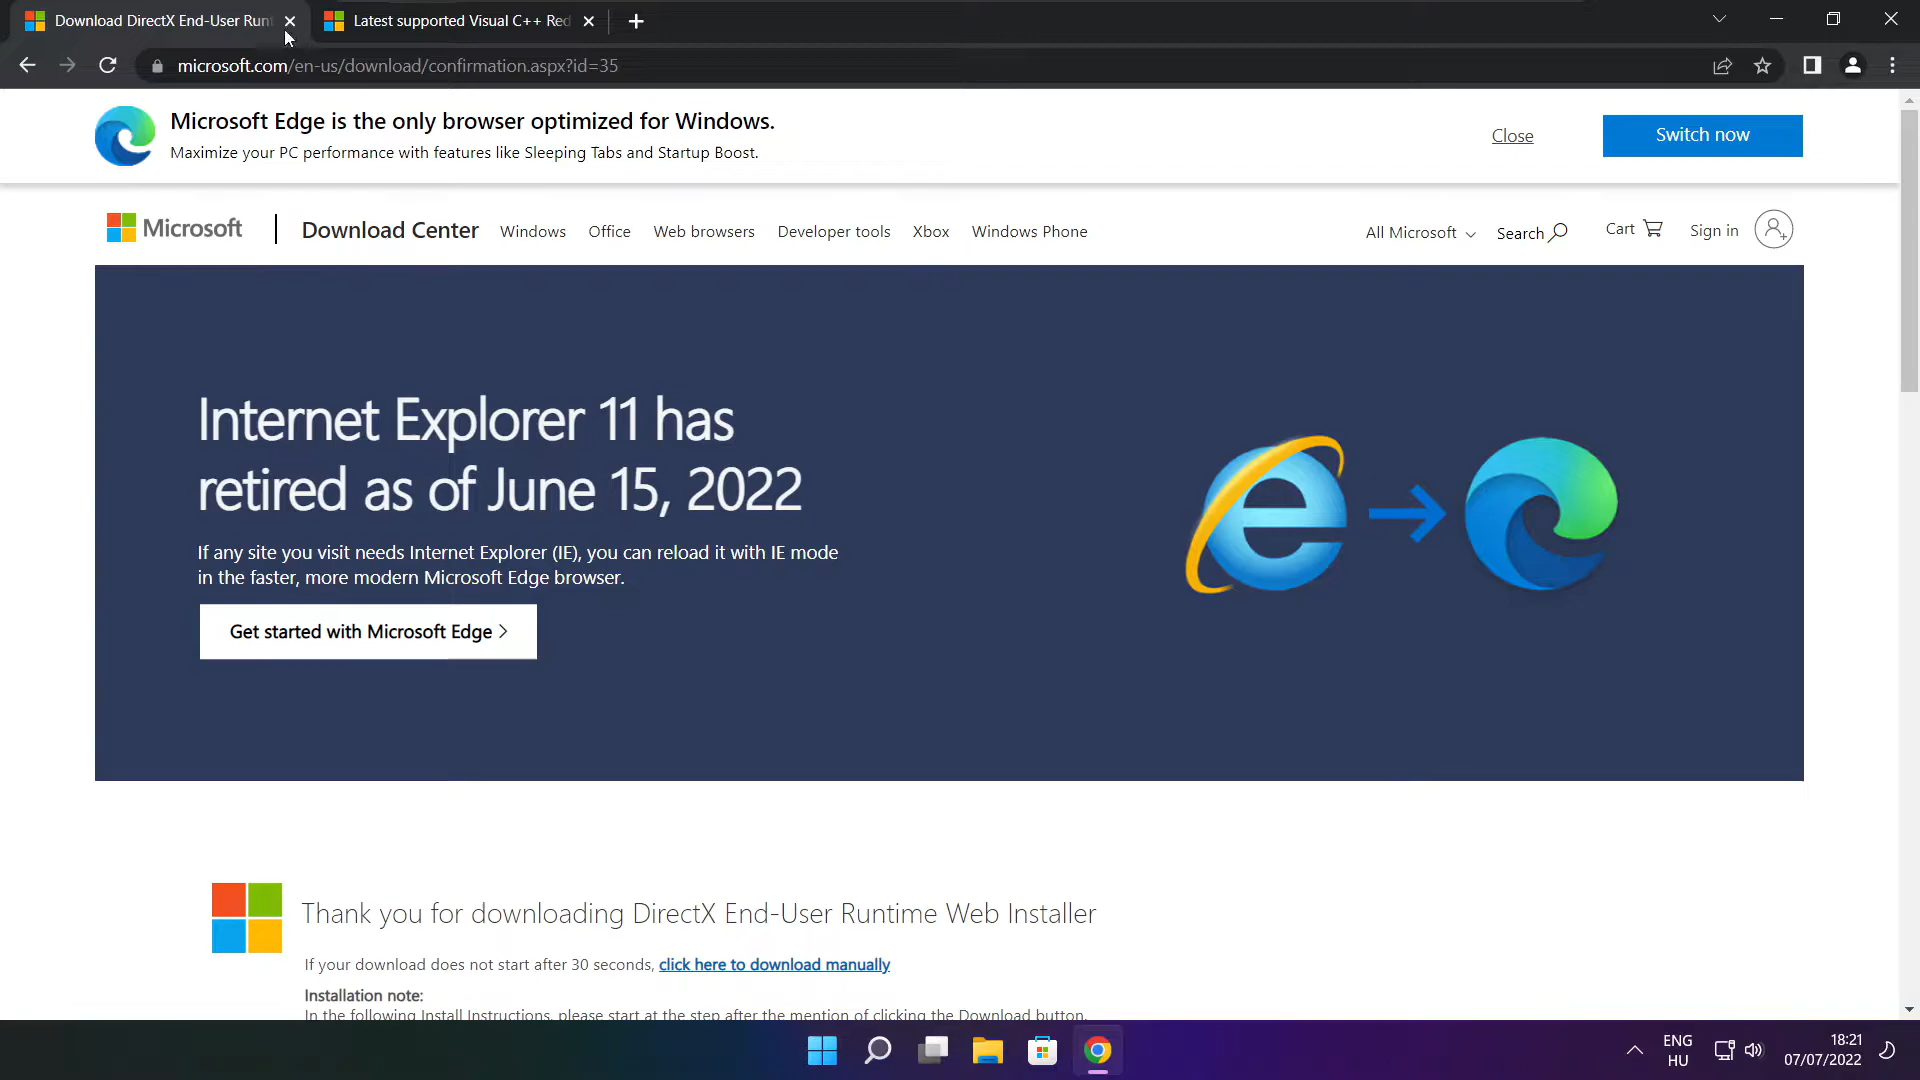 Download DirectX End-User Run
Latest supported Visual C++ Red
microsoft.com/en-us/download/confirmation.aspx?id=35
Microsoft Edge is the only browser optimized for Windows.
Maximize your PC performance with features like Sleeping Tabs and Startup Boost.
Close
Switch now
Microsoft
Download Center
Windows
Office
Web browsers
Developer tools
Xbox
Windows Phone
All Microsoft
Search
Cart
Sign in
Internet Explorer 11 has
retired as of June 15, 2022
If any site you visit needs Internet Explorer (IE), you can reload it with IE mode
in the faster, more modern Microsoft Edge browser.
Get started with Microsoft Edge >
Thank you for downloading DirectX End-User Runtime Web Installer
If your download does not start after 30 seconds, click here to download manually
Installation note:
In the following Install Instructions, please start at the step after the mention of clicking the Download button.
ENG
HU
18:21
07/07/2022